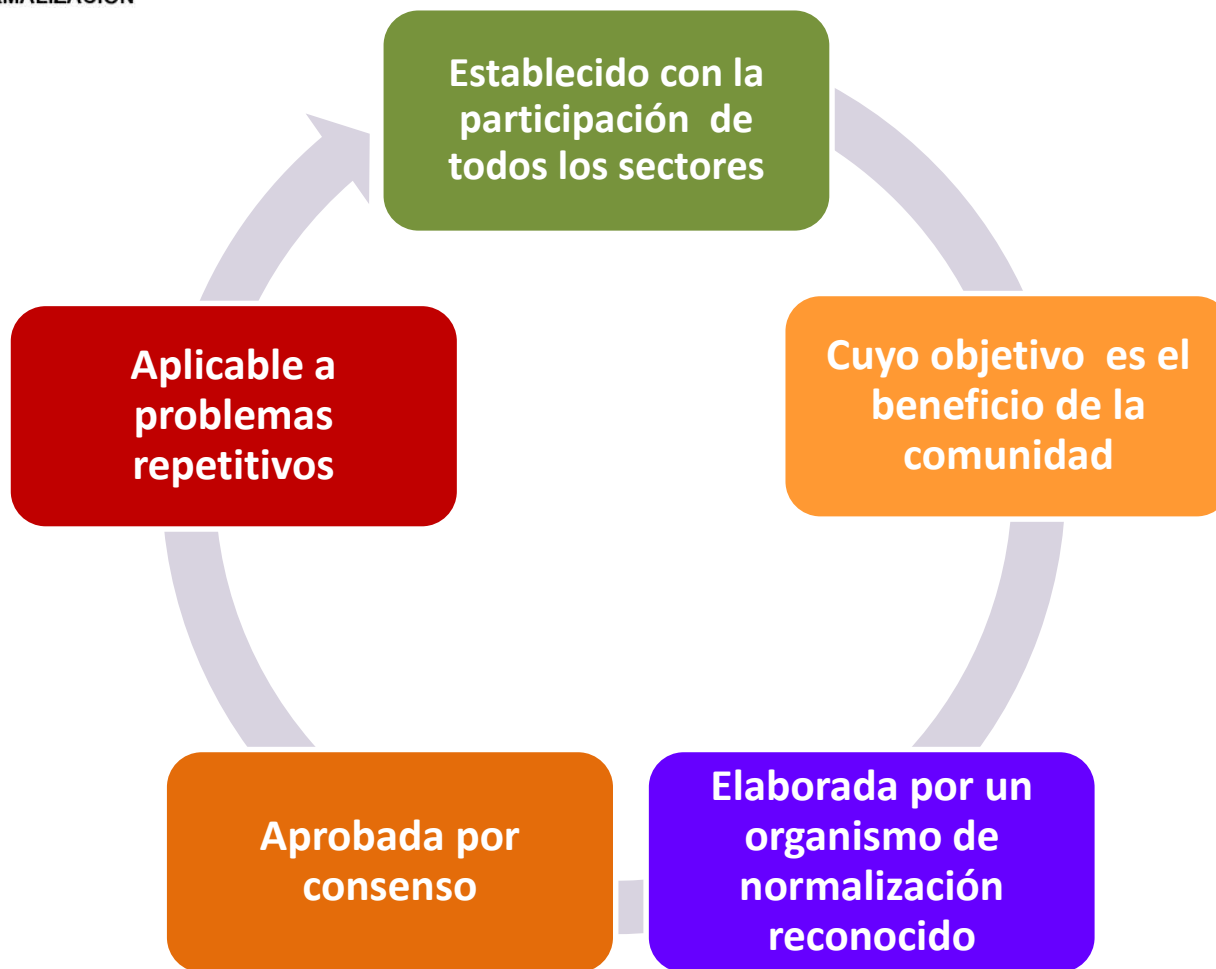 Establecido con la
participación de
todos los sectores
Cuyo objetivo es el
beneficio de la
comunidad
Elaborada por un
organismo de
normalización
reconocido
Aprobada por
consenso
Aplicable a
problemas
repetitivos